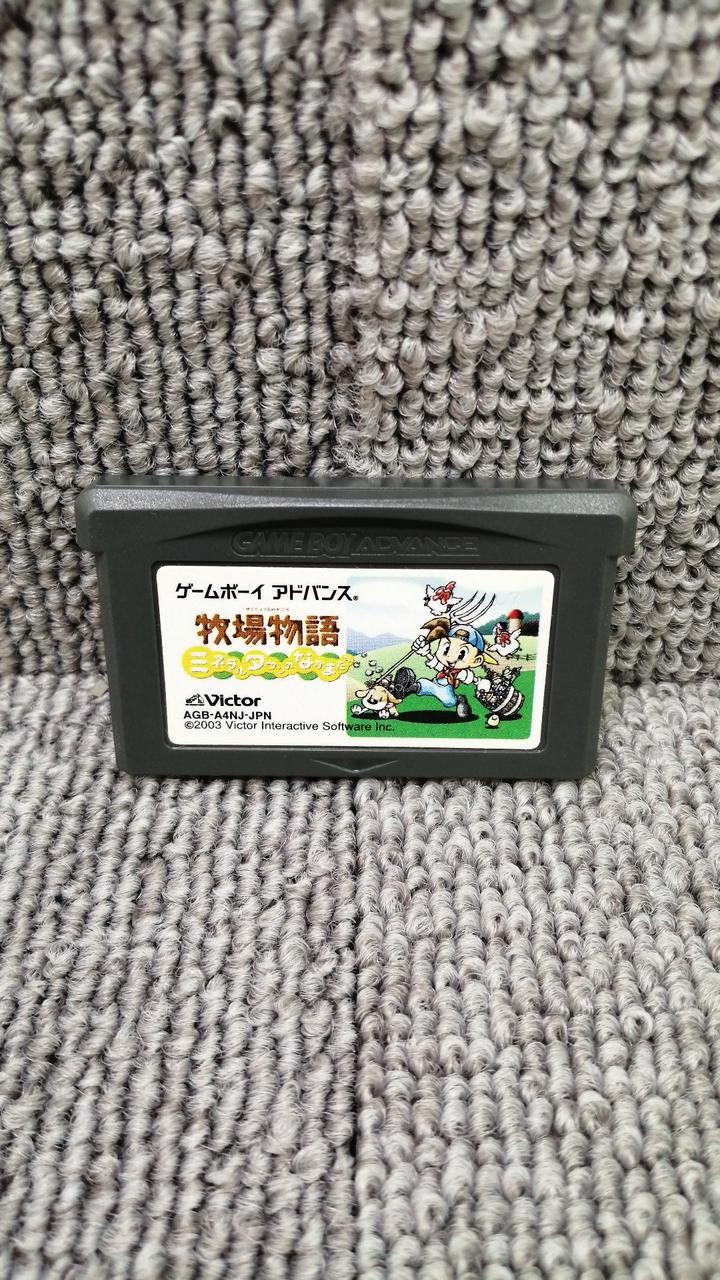 GAME BOY ADVANCE
ゲームボーイ アドバンス®
牧場物語
ミネラルタウンのなかまたち
Victor
AGB-A4NJ-JPN
©2003 Victor Interactive Software Inc.